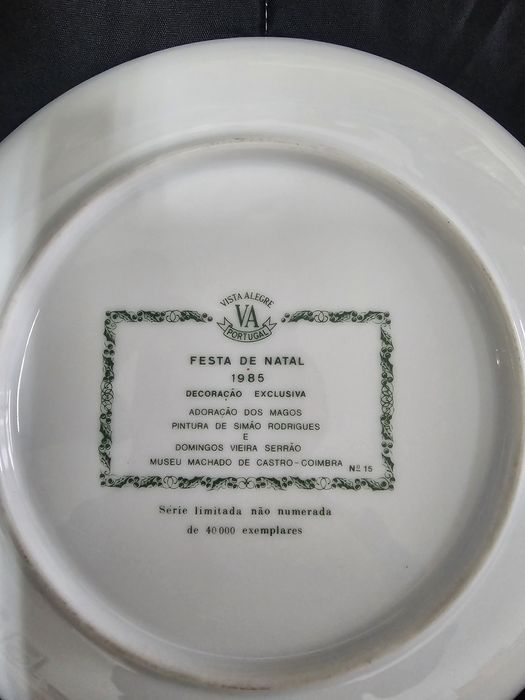 VISTA ALEGRE
VA
PORTUGAL
FESTA DE NATAL
1985
DECORAÇÃO EXCLUSIVA
ADORAÇÃO DOS MAGOS
PINTURA DE SIMÃO RODRIGUES
E
DOMINGOS VIEIRA SERRÃO
MUSEU MACHADO DE CASTRO-COIMBRA Nº 15
Série limitada não numerada
de 40 000 exemplares